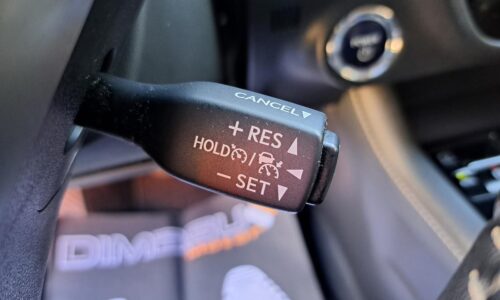 CANCEL
+ RES
HOLD /
− SET